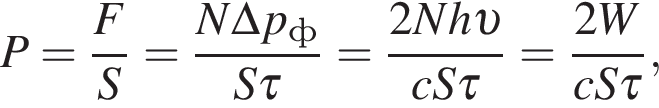 P = F/S = NΔp_ф/Sτ = 2Nhυ/cSτ = 2W/cSτ,